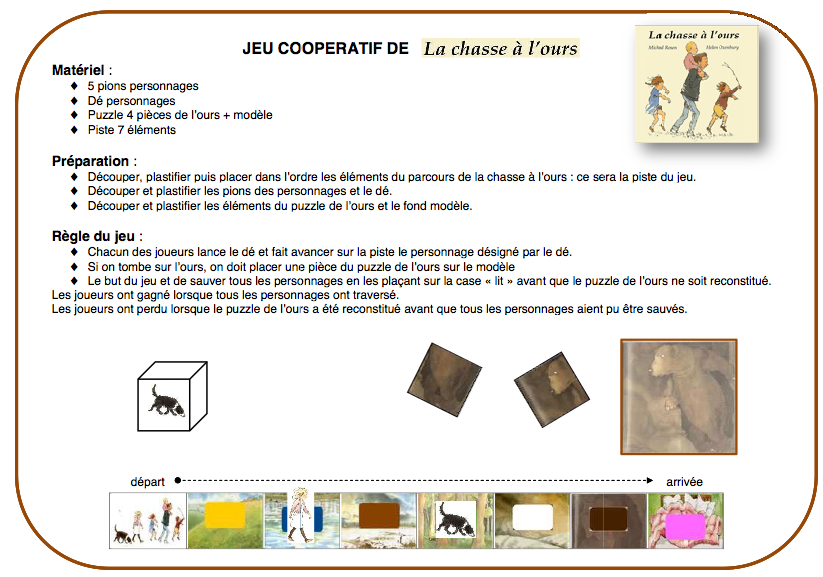 JEU COOPERATIF DE La chasse à l'ours
La chasse à l'ours
Michael Rosen Helen Oxenbury
Matériel :
♦ 5 pions personnages
♦ Dé personnages
♦ Puzzle 4 pièces de l'ours + modèle
♦ Piste 7 éléments
Préparation :
♦ Découper, plastifier puis placer dans l'ordre les éléments du parcours de la chasse à l'ours : ce sera la piste du jeu.
♦ Découper et plastifier les pions des personnages et le dé.
♦ Découper et plastifier les éléments du puzzle de l'ours et le fond modèle.
Règle du jeu :
♦ Chacun des joueurs lance le dé et fait avancer sur la piste le personnage désigné par le dé.
♦ Si on tombe sur l'ours, on doit placer une pièce du puzzle de l'ours sur le modèle
♦ Le but du jeu et de sauver tous les personnages en les plaçant sur la case « lit » avant que le puzzle de l'ours ne soit reconstitué.
Les joueurs ont gagné lorsque tous les personnages ont traversé.
Les joueurs ont perdu lorsque le puzzle de l'ours a été reconstitué avant que tous les personnages aient pu être sauvés.
départ arrivée